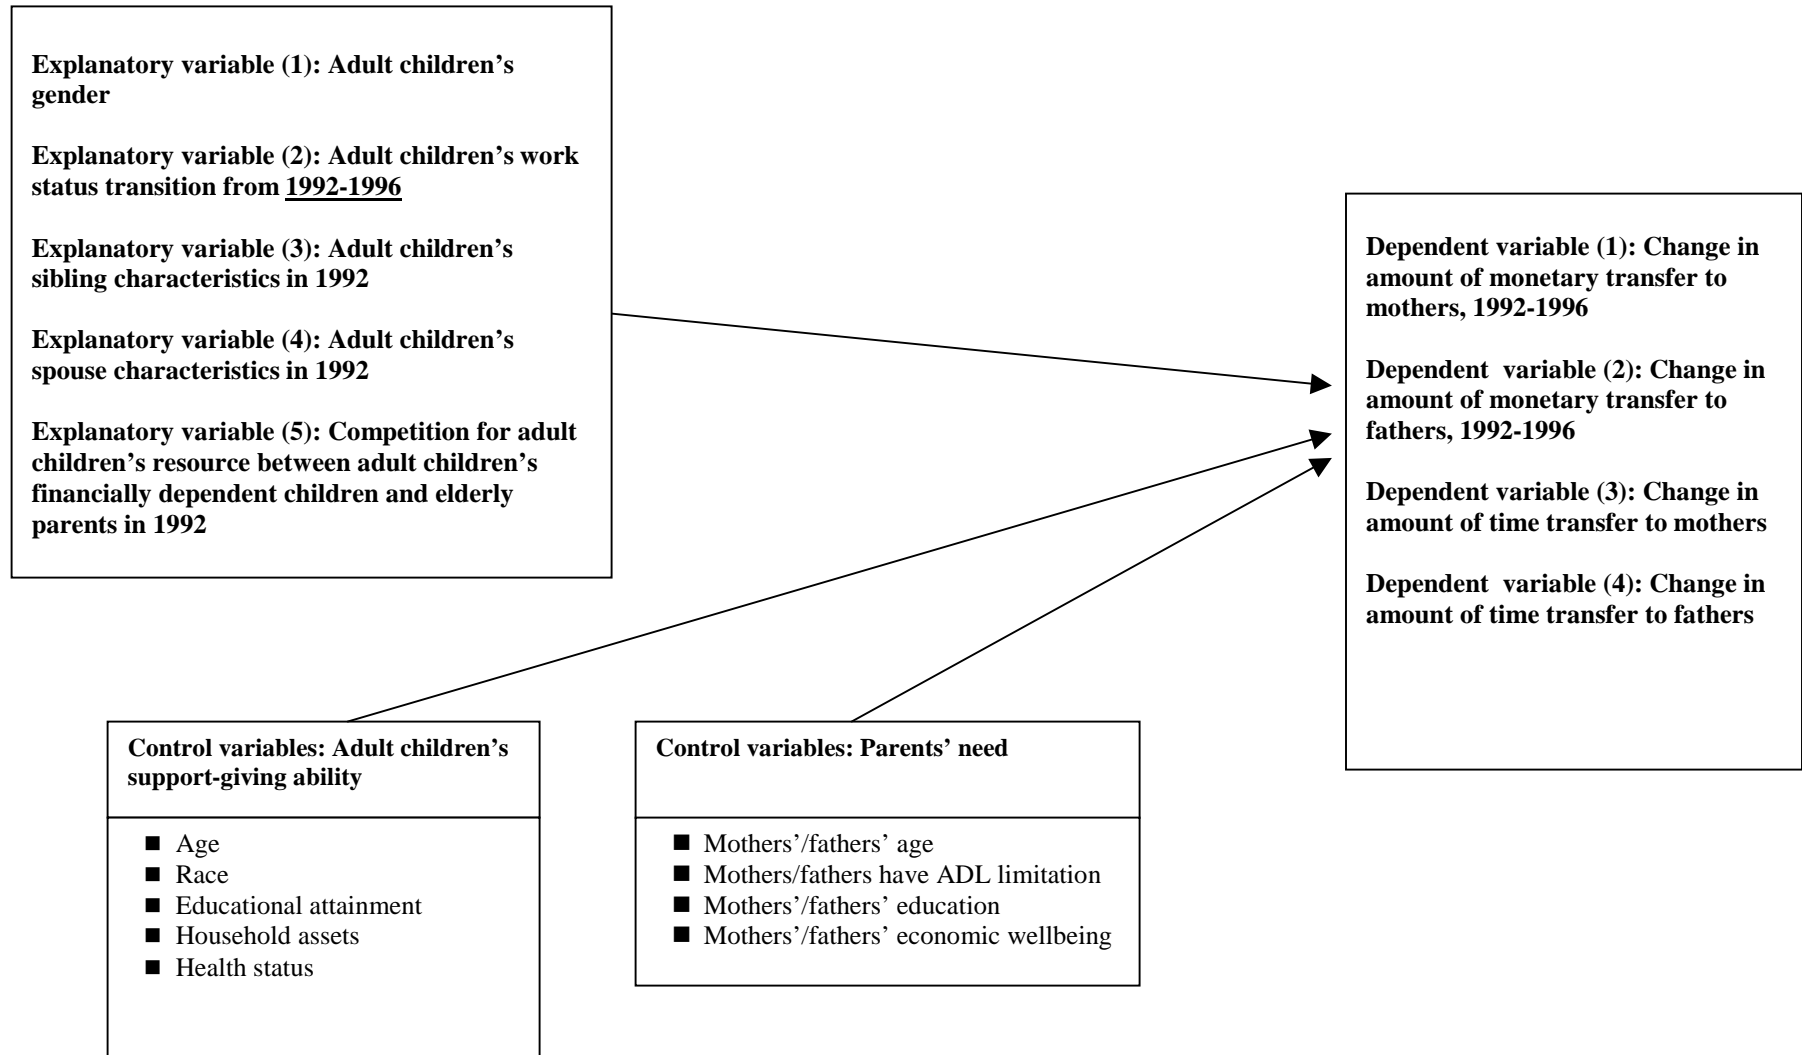 Explanatory variable (1): Adult children’s
gender
Explanatory variable (2): Adult children’s work
status transition from 1992-1996
Explanatory variable (3): Adult children’s
sibling characteristics in 1992
Explanatory variable (4): Adult children’s
spouse characteristics in 1992
Explanatory variable (5): Competition for adult
children’s resource between adult children’s
financially dependent children and elderly
parents in 1992
Dependent variable (1): Change in
amount of monetary transfer to
mothers, 1992-1996
Dependent variable (2): Change in
amount of monetary transfer to
fathers, 1992-1996
Dependent variable (3): Change in
amount of time transfer to mothers
Dependent variable (4): Change in
amount of time transfer to fathers
Control variables: Adult children’s
support-giving ability
■ Age
■ Race
■ Educational attainment
■ Household assets
■ Health status
Control variables: Parents’ need
■ Mothers’/fathers’ age
■ Mothers/fathers have ADL limitation
■ Mothers’/fathers’ education
■ Mothers’/fathers’ economic wellbeing